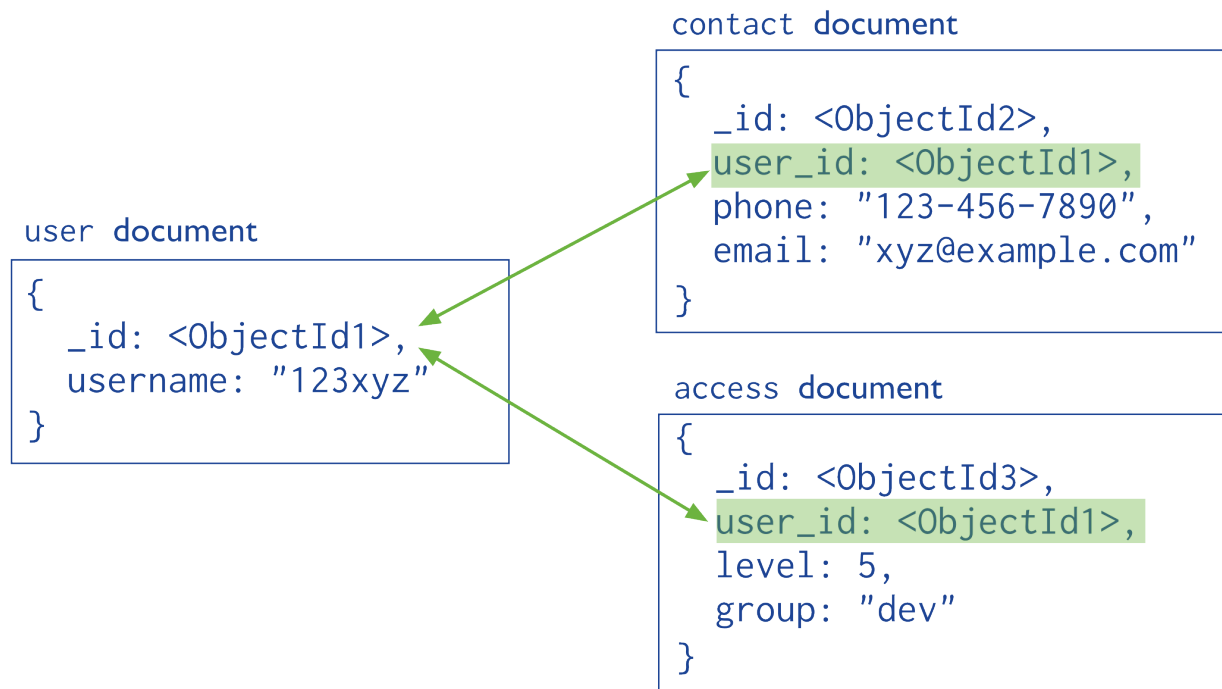 contact document
{
_id: <ObjectId2>,
user_id: <ObjectId1>,
phone: "123-456-7890",
email: "xyz@example.com"
}
user document
{
_id: <ObjectId1>,
username: "123xyz"
}
access document
{
_id: <ObjectId3>,
user_id: <ObjectId1>,
level: 5,
group: "dev"
}